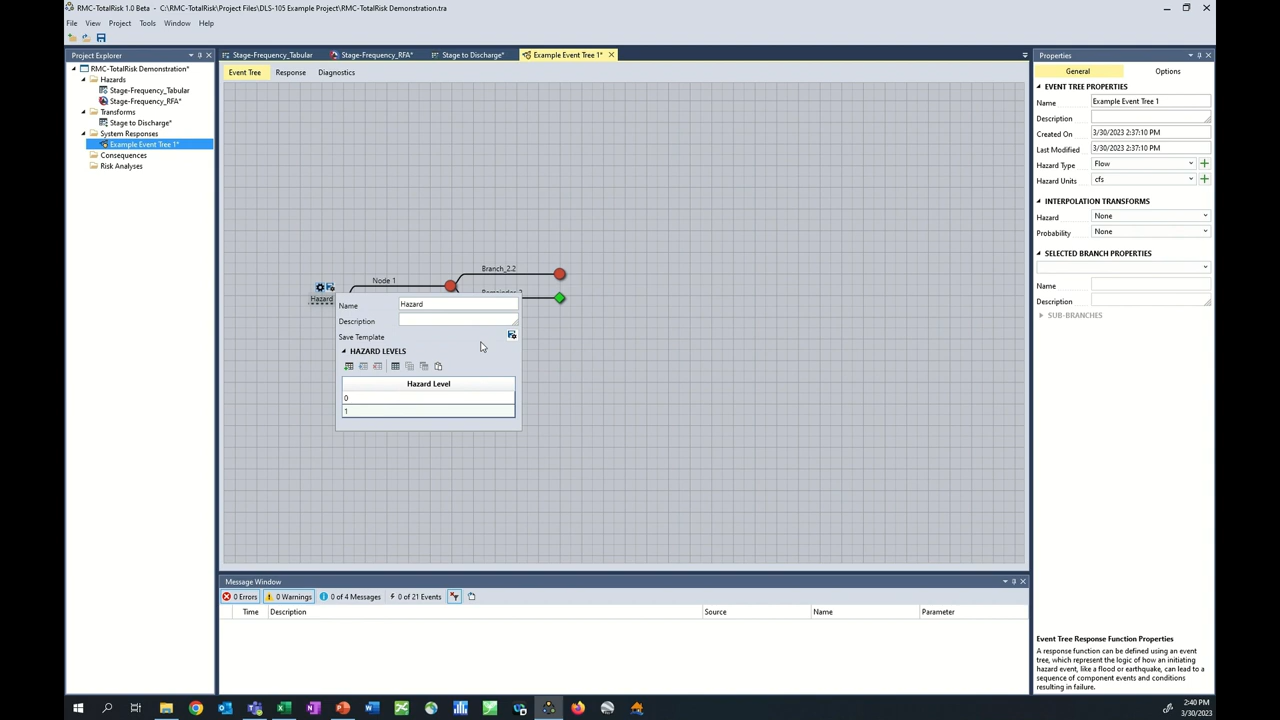 RMC-TotalRisk 1.0 Beta - C:\RMC-TotalRisk\Project Files\DLS-105 Example Project\RMC-TotalRisk Demonstration.tra
File View Project Tools Window Help
Project Explorer
RMC-TotalRisk Demonstration*
Hazards
Stage-Frequency_Tabular
Stage-Frequency_RFA*
Transforms
Stage to Discharge*
System Responses
Example Event Tree 1*
Consequences
Risk Analyses
Stage-Frequency_Tabular Stage-Frequency_RFA* Stage to Discharge* Example Event Tree 1*
Event Tree Response Diagnostics
Branch_2.2
Node 1
Hazard
Name Hazard
Description
Save Template
HAZARD LEVELS
Hazard Level
0
1
Message Window
0 Errors 0 Warnings 0 of 4 Messages 0 of 21 Events
Time Description Source Name Parameter
Properties
General Options
EVENT TREE PROPERTIES
Name Example Event Tree 1
Description
Created On 3/30/2023 2:37:10 PM
Last Modified 3/30/2023 2:37:10 PM
Hazard Type Flow
Hazard Units cfs
INTERPOLATION TRANSFORMS
Hazard None
Probability None
SELECTED BRANCH PROPERTIES
Name
Description
SUB-BRANCHES
Event Tree Response Function Properties
A response function can be defined using an event
tree, which represent the logic of how an initiating
hazard event, like a flood or earthquake, can lead to a
sequence of component events and conditions
resulting in failure.
2:40 PM
3/30/2023